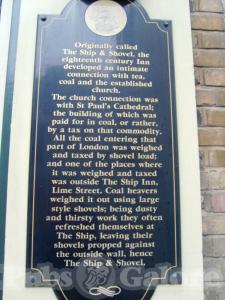 Originally called
The Ship & Shovel, the
eighteenth century Inn
developed an intimate
connection with tea,
coal and the established
church.
The church connection was
with St Paul's Cathedral;
the building of which was
paid for in coal, or rather,
by a tax on that commodity.
All the coal entering that
part of London was weighed
and taxed by shovel load;
and one of the places where
it was weighed and taxed
was outside The Ship Inn,
Lime Street. Coal heavers
weighed it out using large
style shovels; being dusty
and thirsty work they often
refreshed themselves at
The Ship, leaving their
shovels propped against
the outside wall, hence
The Ship & Shovel.